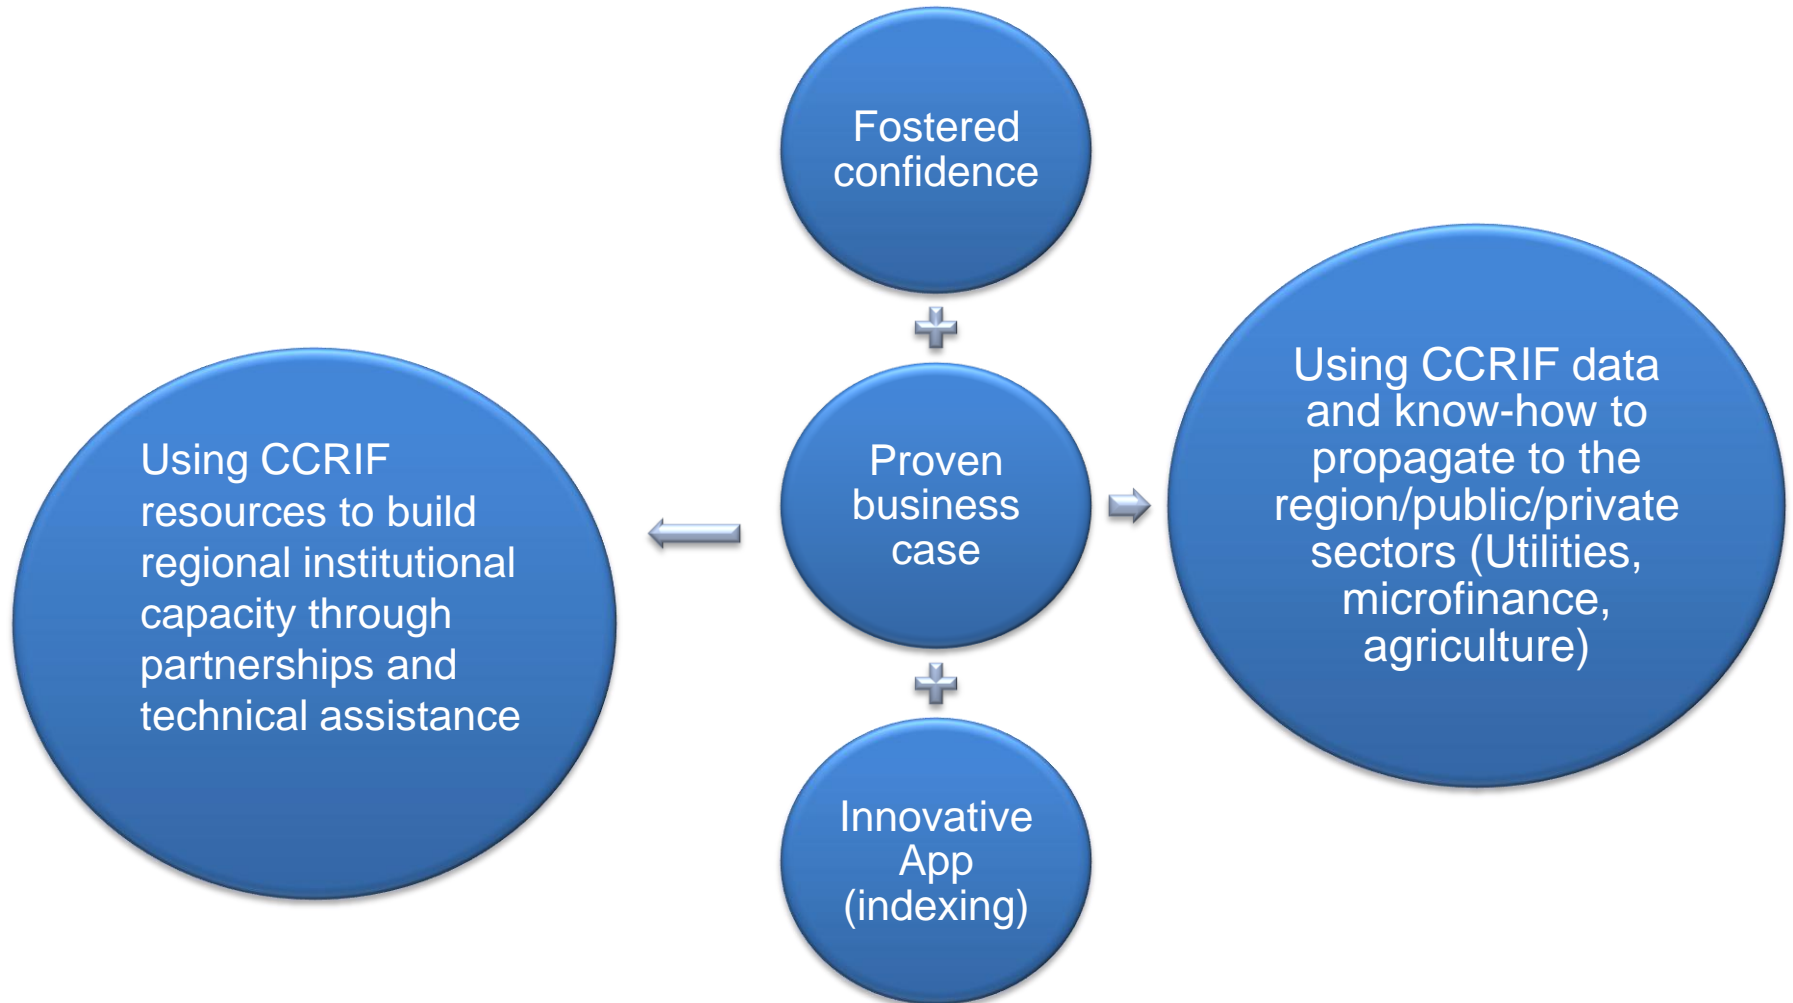 Fostered
confidence
Using CCRIF
resources to build
regional institutional
capacity through
partnerships and
technical assistance
Proven
business
case
Using CCRIF data
and know-how to
propagate to the
region/public/private
sectors (Utilities,
microfinance,
agriculture)
Innovative
App
(indexing)